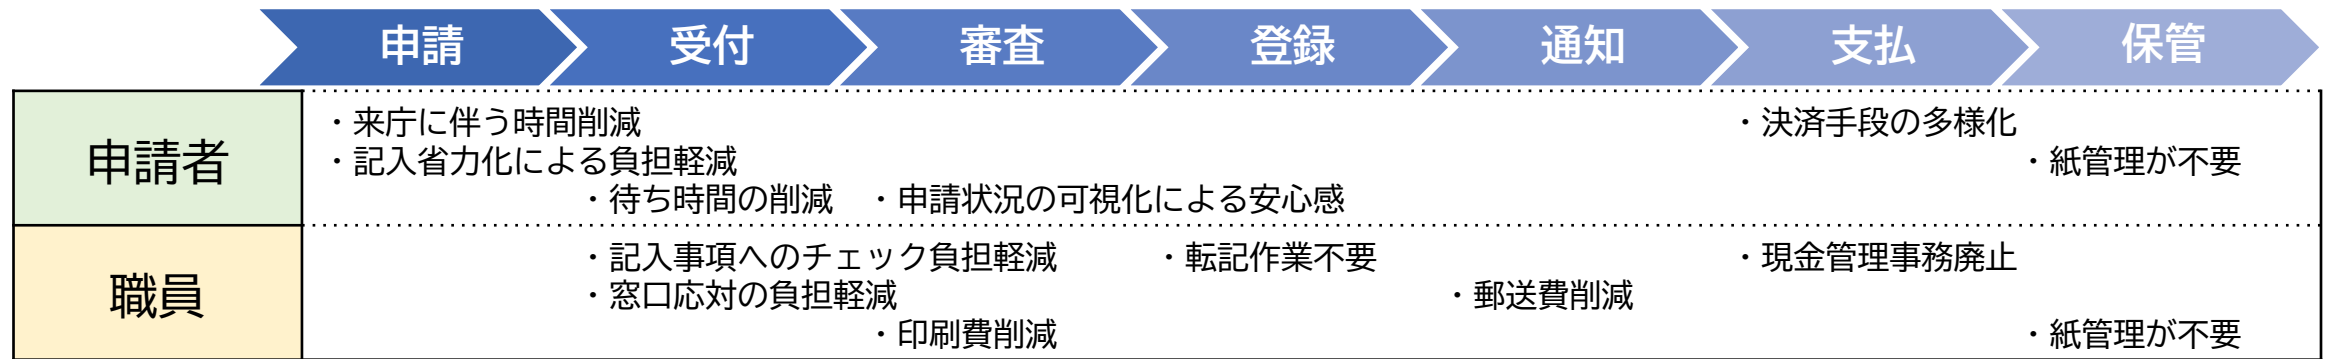 申請 受付 審査 登録 通知 支払 保管
申請者
・来庁に伴う時間削減 ・決済手段の多様化
・記入省力化による負担軽減 ・紙管理が不要
・待ち時間の削減 ・申請状況の可視化による安心感
職員
・記入事項へのチェック負担軽減 ・転記作業不要 ・現金管理事務廃止
・窓口応対の負担軽減 ・郵送費削減
・印刷費削減 ・紙管理が不要